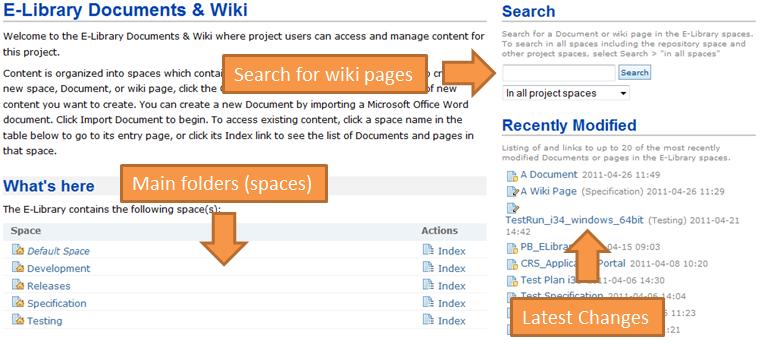 E-Library Documents & Wiki
Welcome to the E-Library Documents & Wiki where project users can access and manage content for
this project.
Content is organized into spaces which contai
new space, Document, or wiki page, click the of new
content you want to create. You can create a new Document by importing a Microsoft Office Word
document. Click Import Document to begin. To access existing content, click a space name in the
table below to go to its entry page, or click its Index link to see the list of Documents and pages in
that space.
Search for wiki pages
What's here
Main folders (spaces)
The E-Library contains the following space(s):
Space Actions
Default Space Index
Development Index
Releases Index
Specification Index
Testing Index
Search
Search for a Document or wiki page in the E-Library spaces.
To search in all spaces including the repository space and
other project spaces, select Search > "in all spaces"
Search
In all project spaces
Recently Modified
Listing of and links to up to 20 of the most recently
modified Documents or pages in the E-Library spaces.
A Document 2011-04-26 11:49
A Wiki Page (Specification) 2011-04-26 11:29
TestRun_i34_windows_64bit (Testing) 2011-04-21
14:42
PB_ELibra -04-15 09:03
CRS_Applica Portal 2011-04-08 10:20
Test Plan i3 -04-06 14:30
Test Specification 2011-04-06 14:04
Latest Changes
11:23
11:21